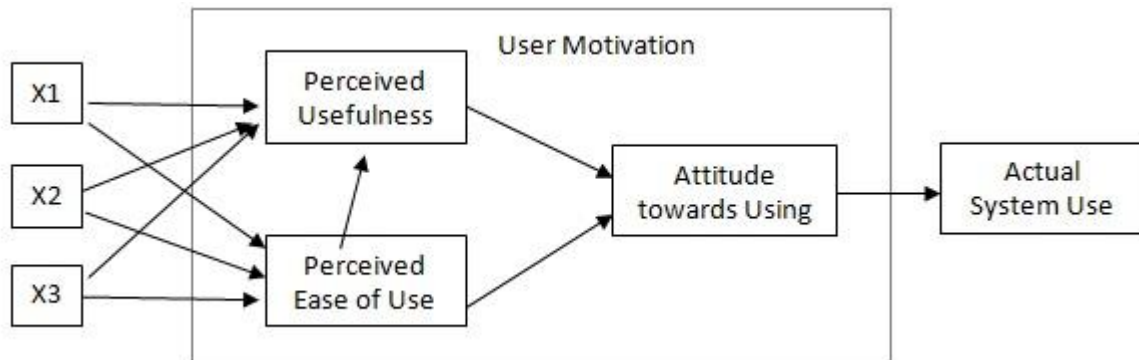 User Motivation
X1
X2
X3
Perceived
Usefulness
Perceived
Ease of Use
Attitude
towards Using
Actual
System Use